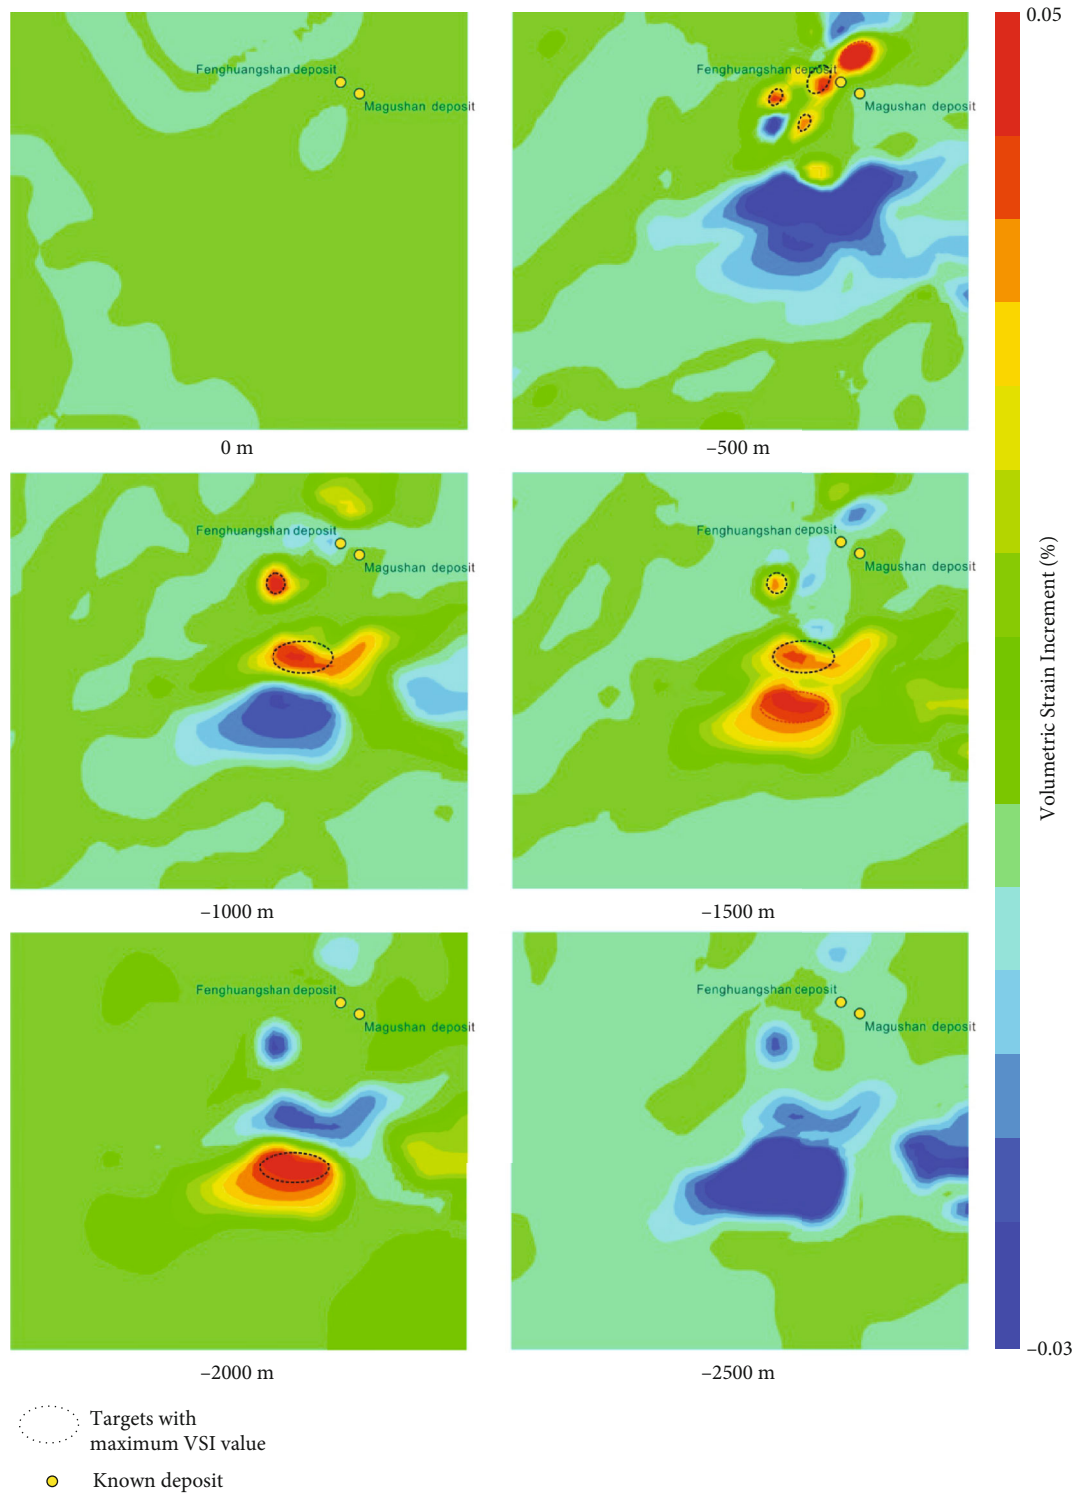 0.05
Fenghuangshan deposit
Magushan deposit
Fenghuangshan deposit
Magushan deposit
0 m
–500 m
Fenghuangshan deposit
Magushan deposit
Fenghuangshan deposit
Magushan deposit
Volumetric Strain Increment (%)
–1000 m
–1500 m
Fenghuangshan deposit
Magushan deposit
Fenghuangshan deposit
Magushan deposit
–0.03
–2000 m
–2500 m
Targets with
maximum VSI value
Known deposit